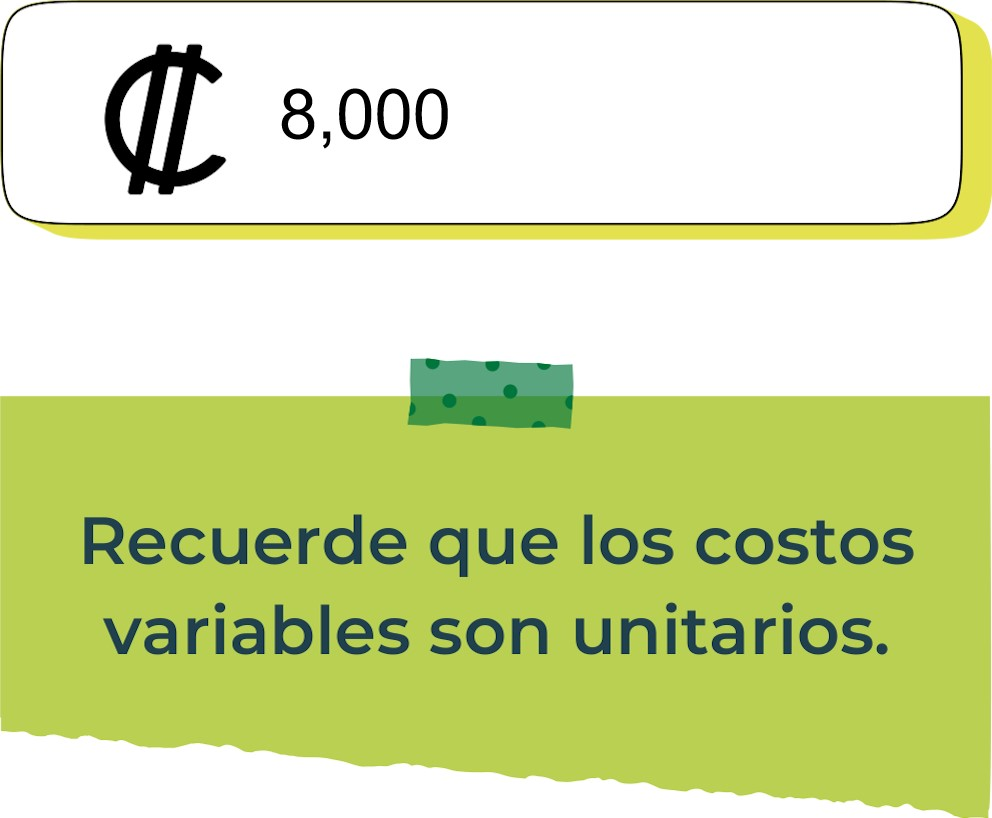 ₡ 8,000
Recuerde que los costos
variables son unitarios.